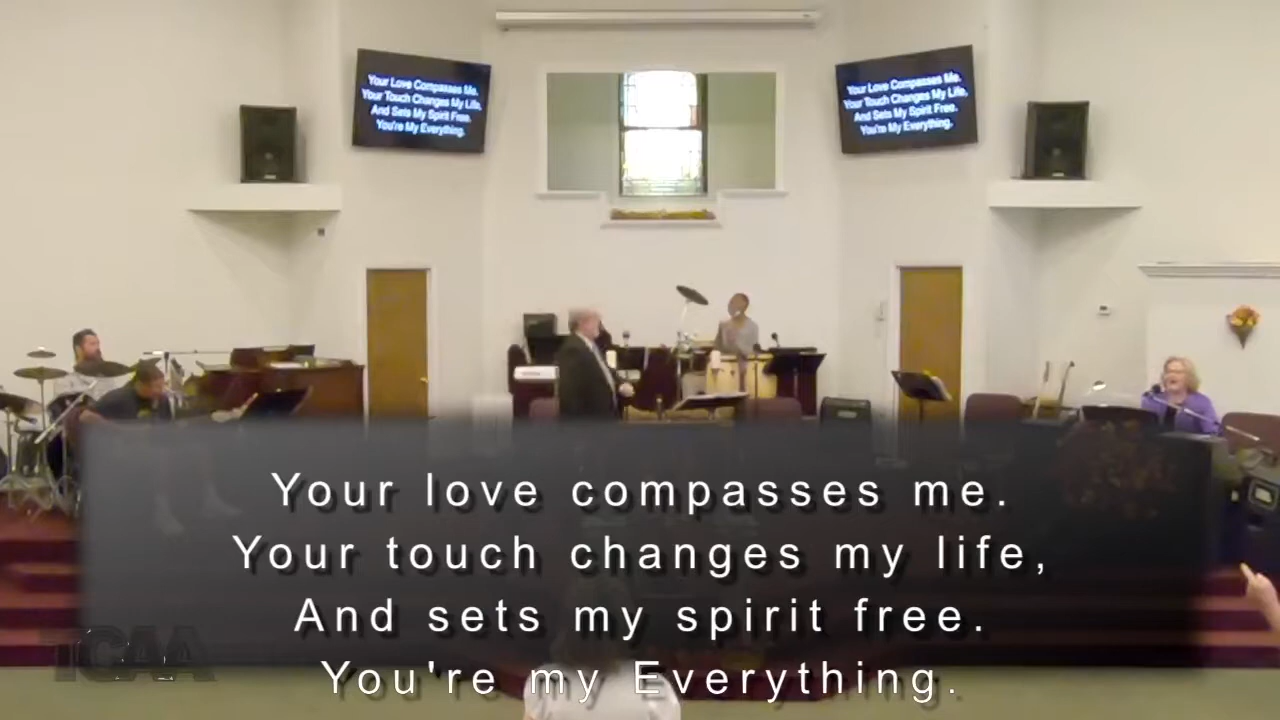 Your Love Compasses Me.
Your Touch Changes My Life,
And Sets My Spirit Free.
You're My Everything.
Your Love Compasses Me.
Your Touch Changes My Life,
And Sets My Spirit Free.
You're My Everything.
Your love compasses me.
Your touch changes my life,
And sets my spirit free.
You're my Everything.
TCAA